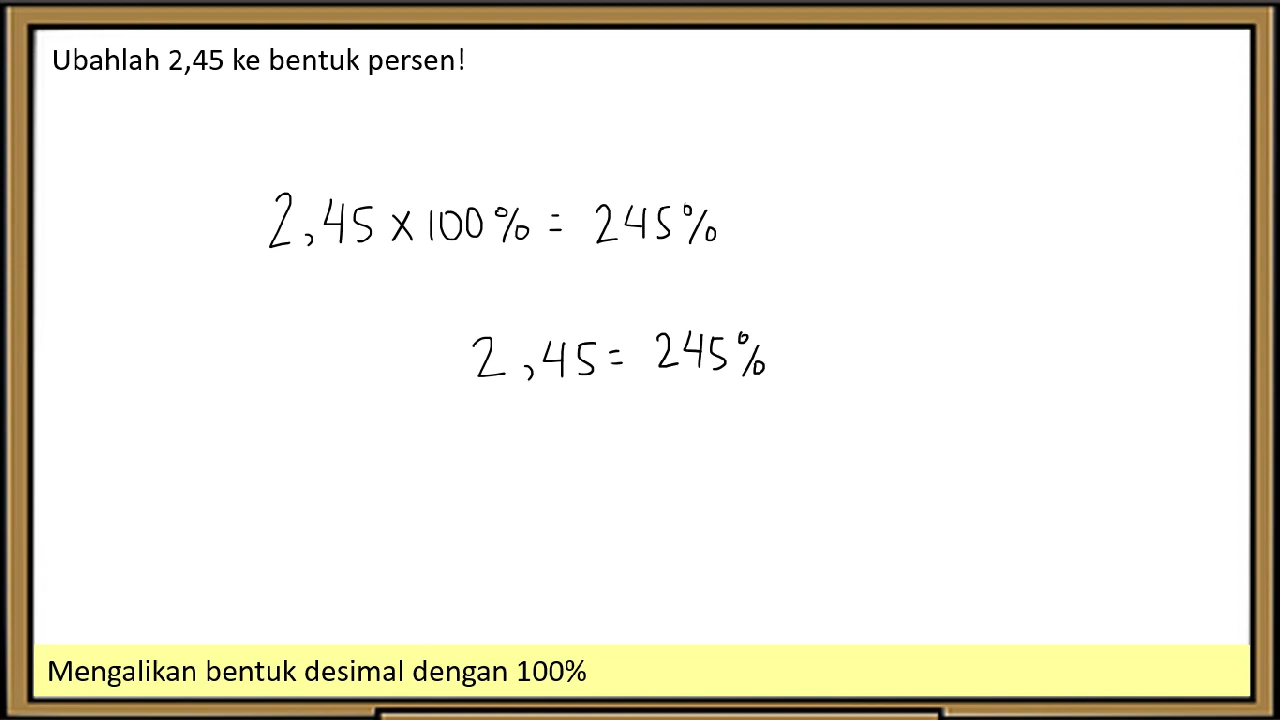 Ubahlah 2,45 ke bentuk persen!
2,45 x 100% = 245%
2,45 = 245%
Mengalikan bentuk desimal dengan 100%